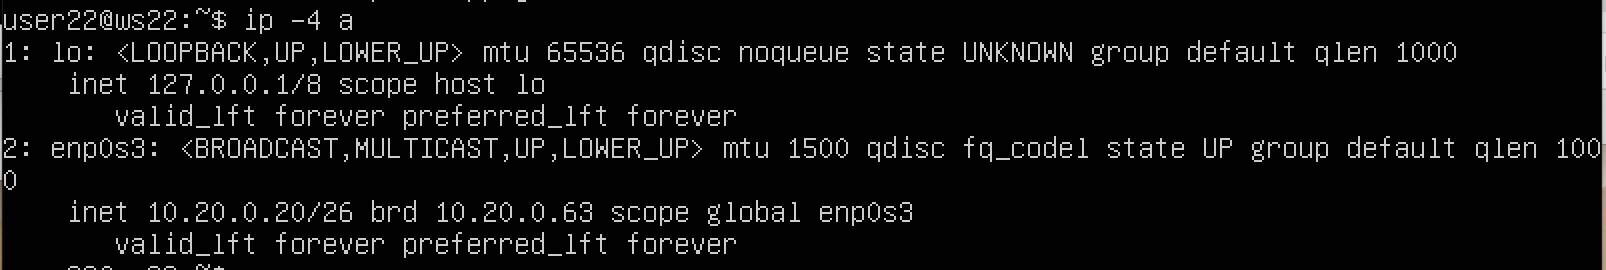 user22@ws22:~$ ip -4 a
1: lo: <LOOPBACK,UP,LOWER_UP> mtu 65536 qdisc noqueue state UNKNOWN group default qlen 1000
    inet 127.0.0.1/8 scope host lo
       valid_lft forever preferred_lft forever
2: enp0s3: <BROADCAST,MULTICAST,UP,LOWER_UP> mtu 1500 qdisc fq_codel state UP group default qlen 100
0
    inet 10.20.0.20/26 brd 10.20.0.63 scope global enp0s3
       valid_lft forever preferred_lft forever